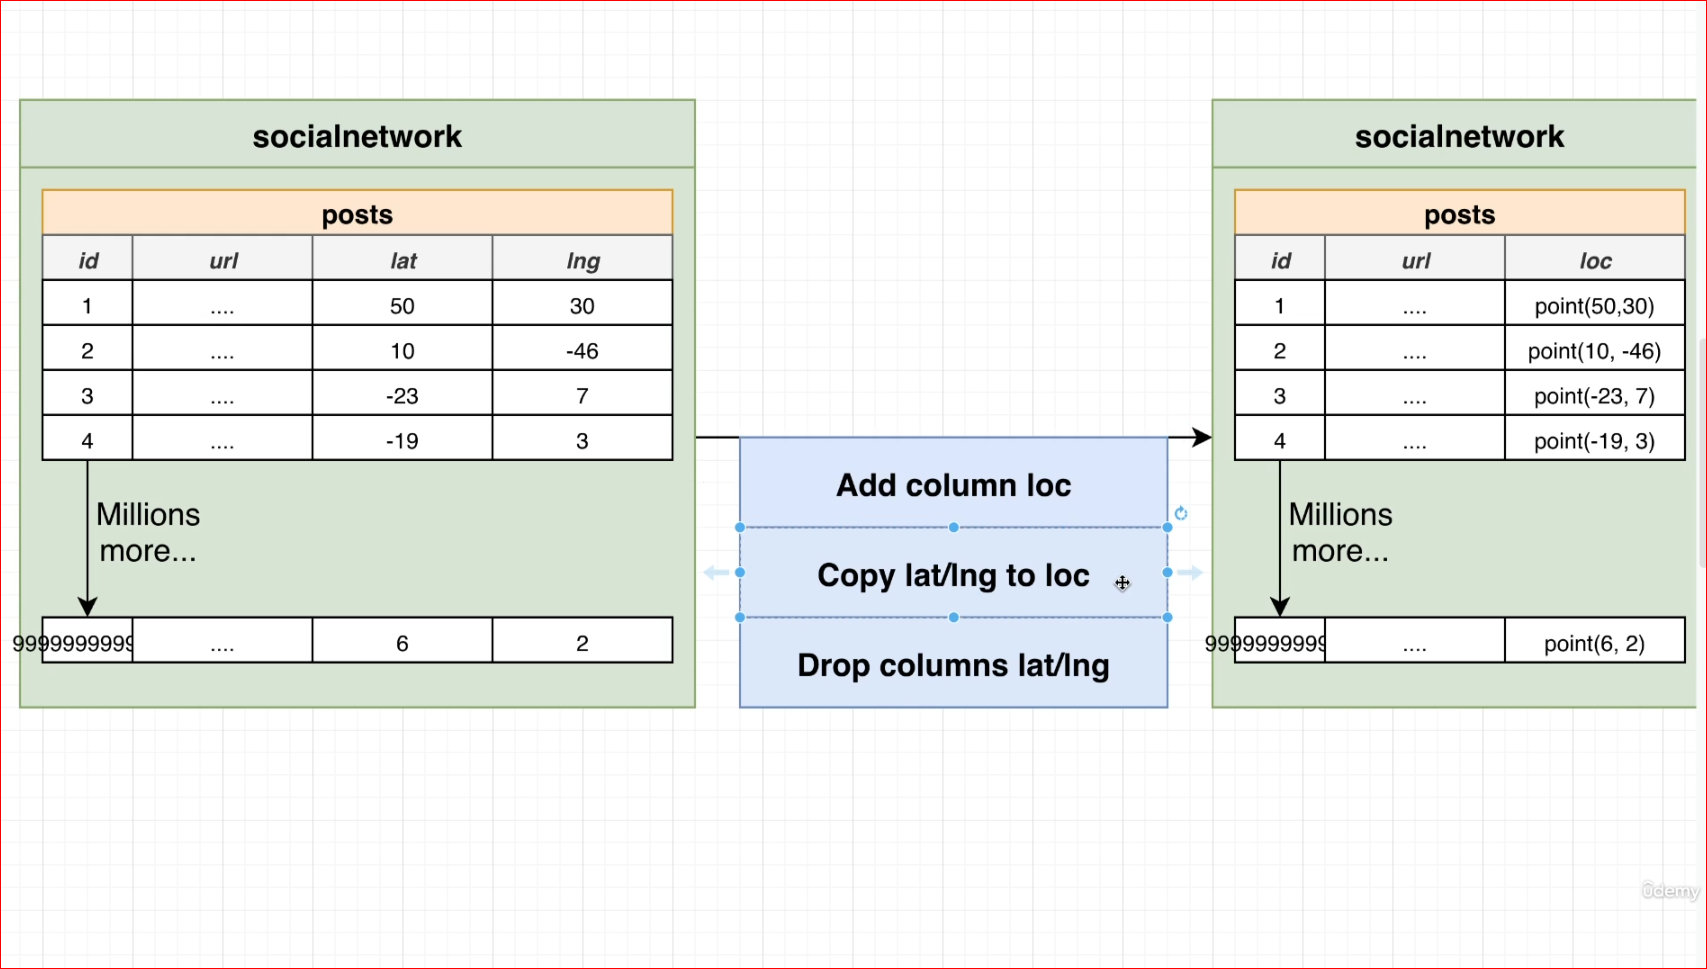 socialnetwork
posts
id url lat lng
1 .... 50 30
2 .... 10 -46
3 .... -23 7
4 .... -19 3
Millions
more...
9999999999 .... 6 2
Add column loc
Copy lat/lng to loc
Drop columns lat/lng
socialnetwork
posts
id url loc
1 .... point(50,30)
2 .... point(10, -46)
3 .... point(-23, 7)
4 .... point(-19, 3)
Millions
more...
9999999999 .... point(6, 2)
ûdemy